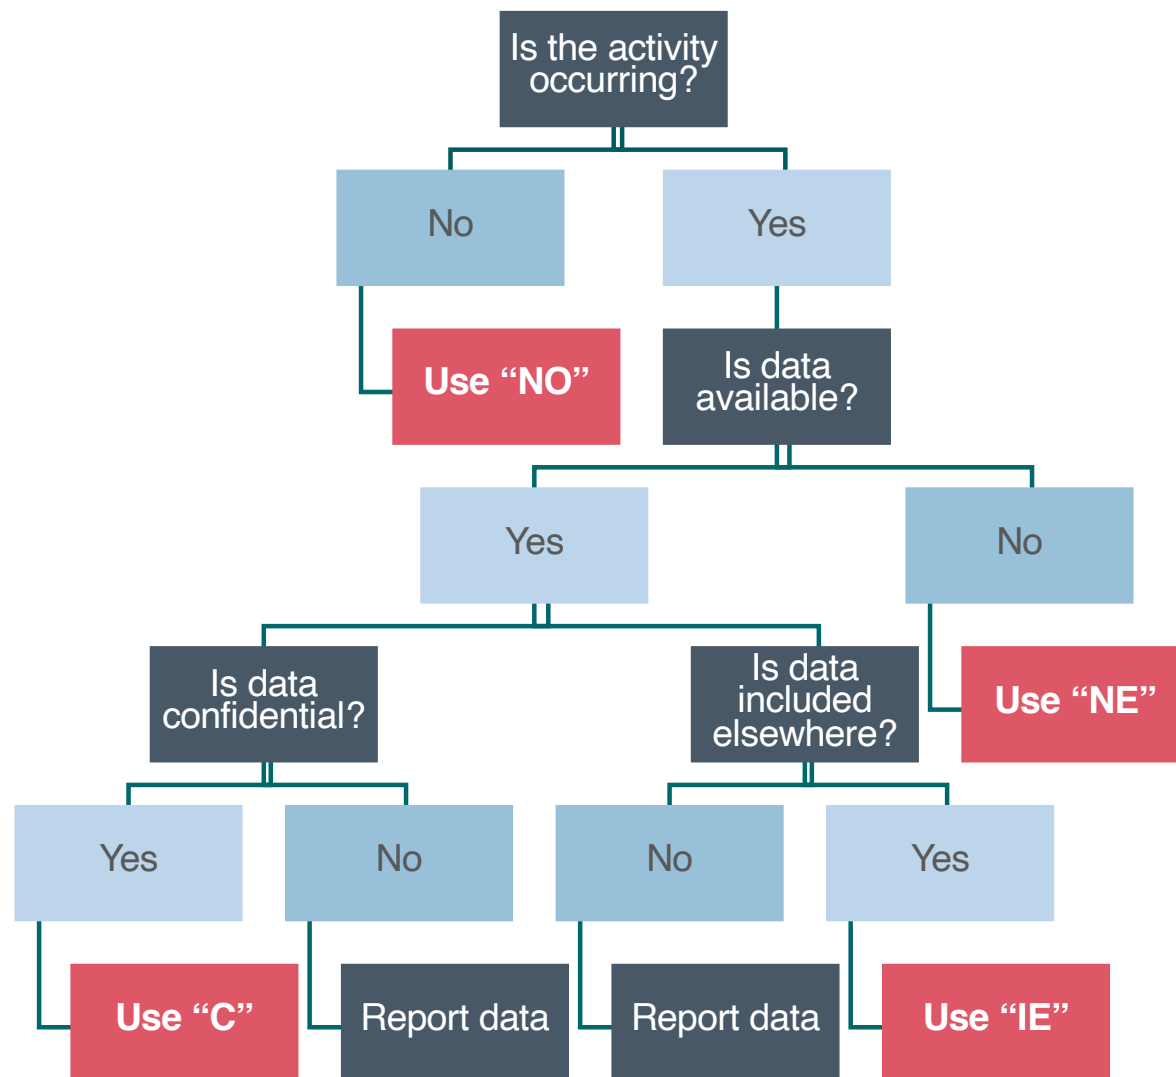 Is the activity
occurring?
No
Yes
Use “NO”
Is data
available?
Yes
No
Is data
confidential?
Is data
included
elsewhere?
Use “NE”
Yes
No
No
Yes
Use “C”
Report data
Report data
Use “IE”